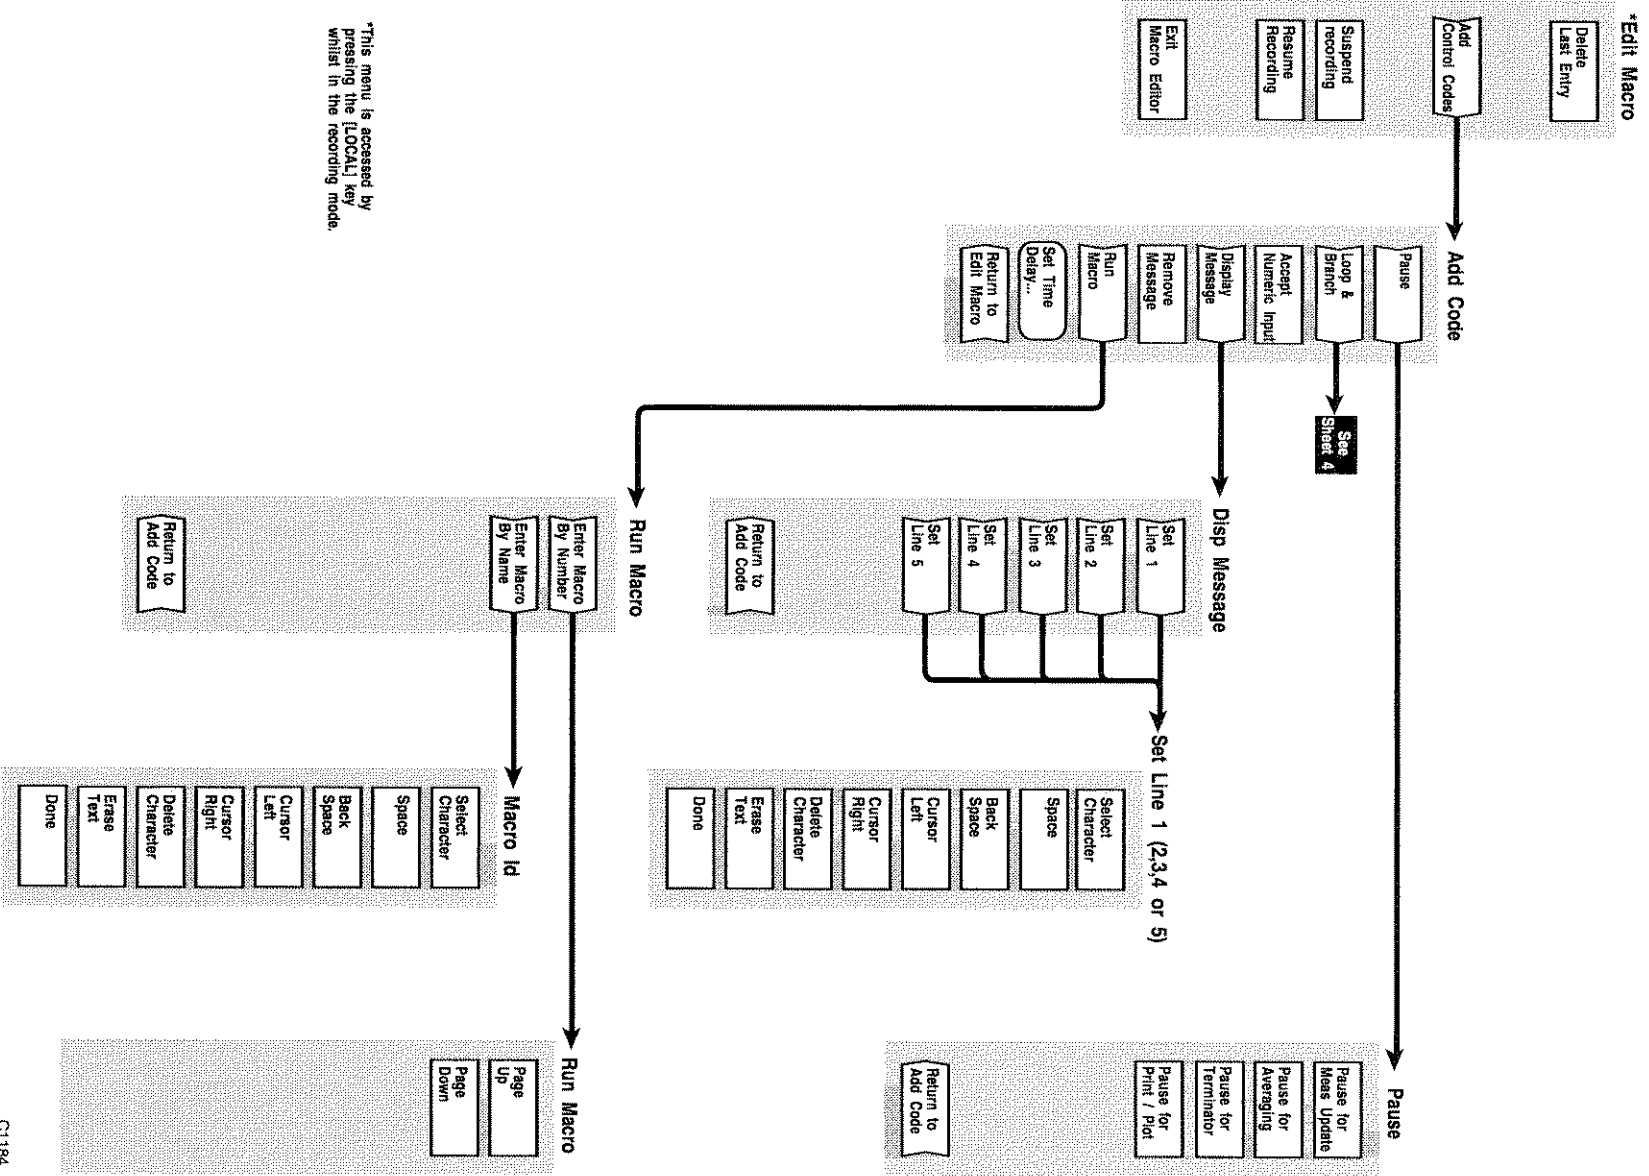 *Edit Macro
Delete
Last Entry
Add
Control Codes
Suspend
recording
Resume
Recording
Exit
Macro Editor
Add Code
Pause
Loop &
Branch
Accept
Numeric Input
Display
Message
Remove
Message
Run
Macro
Set Time
Delay...
Return to
Edit Macro
See
Sheet 4
Disp Message
Set
Line 1
Set
Line 2
Set
Line 3
Set
Line 4
Set
Line 5
Return to
Add Code
Run Macro
Enter Macro
By Number
Enter Macro
By Name
Return to
Add Code
Set Line 1 (2,3,4 or 5)
Select
Character
Space
Back
Space
Cursor
Left
Cursor
Right
Delete
Character
Erase
Text
Done
Macro Id
Select
Character
Space
Back
Space
Cursor
Left
Cursor
Right
Delete
Character
Erase
Text
Done
Pause
Pause for
Meas Update
Pause for
Averaging
Pause for
Terminator
Pause for
Print / Plot
Return to
Add Code
Run Macro
Page
Up
Page
Down
*This menu is accessed by
pressing the [LOCAL] key
whilst in the recording mode.
C1184